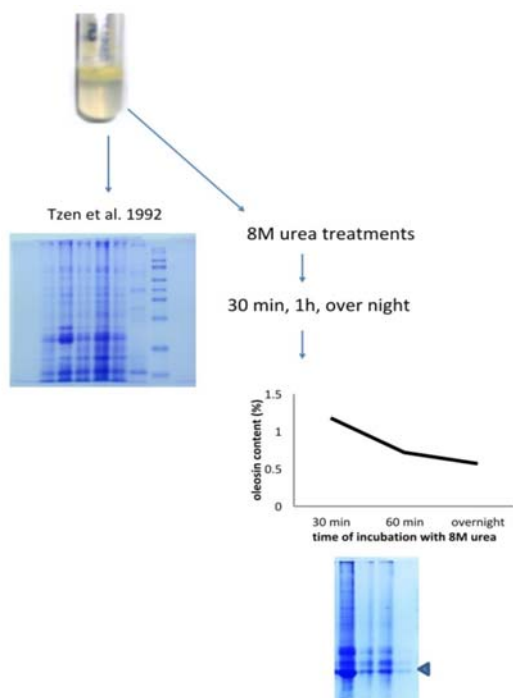 Tzen et al. 1992
8M urea treatments
30 min, 1h, over night
1.5
1
0.5
0
oleosin content (%)
30 min 60 min overnight
time of incubation with 8M urea